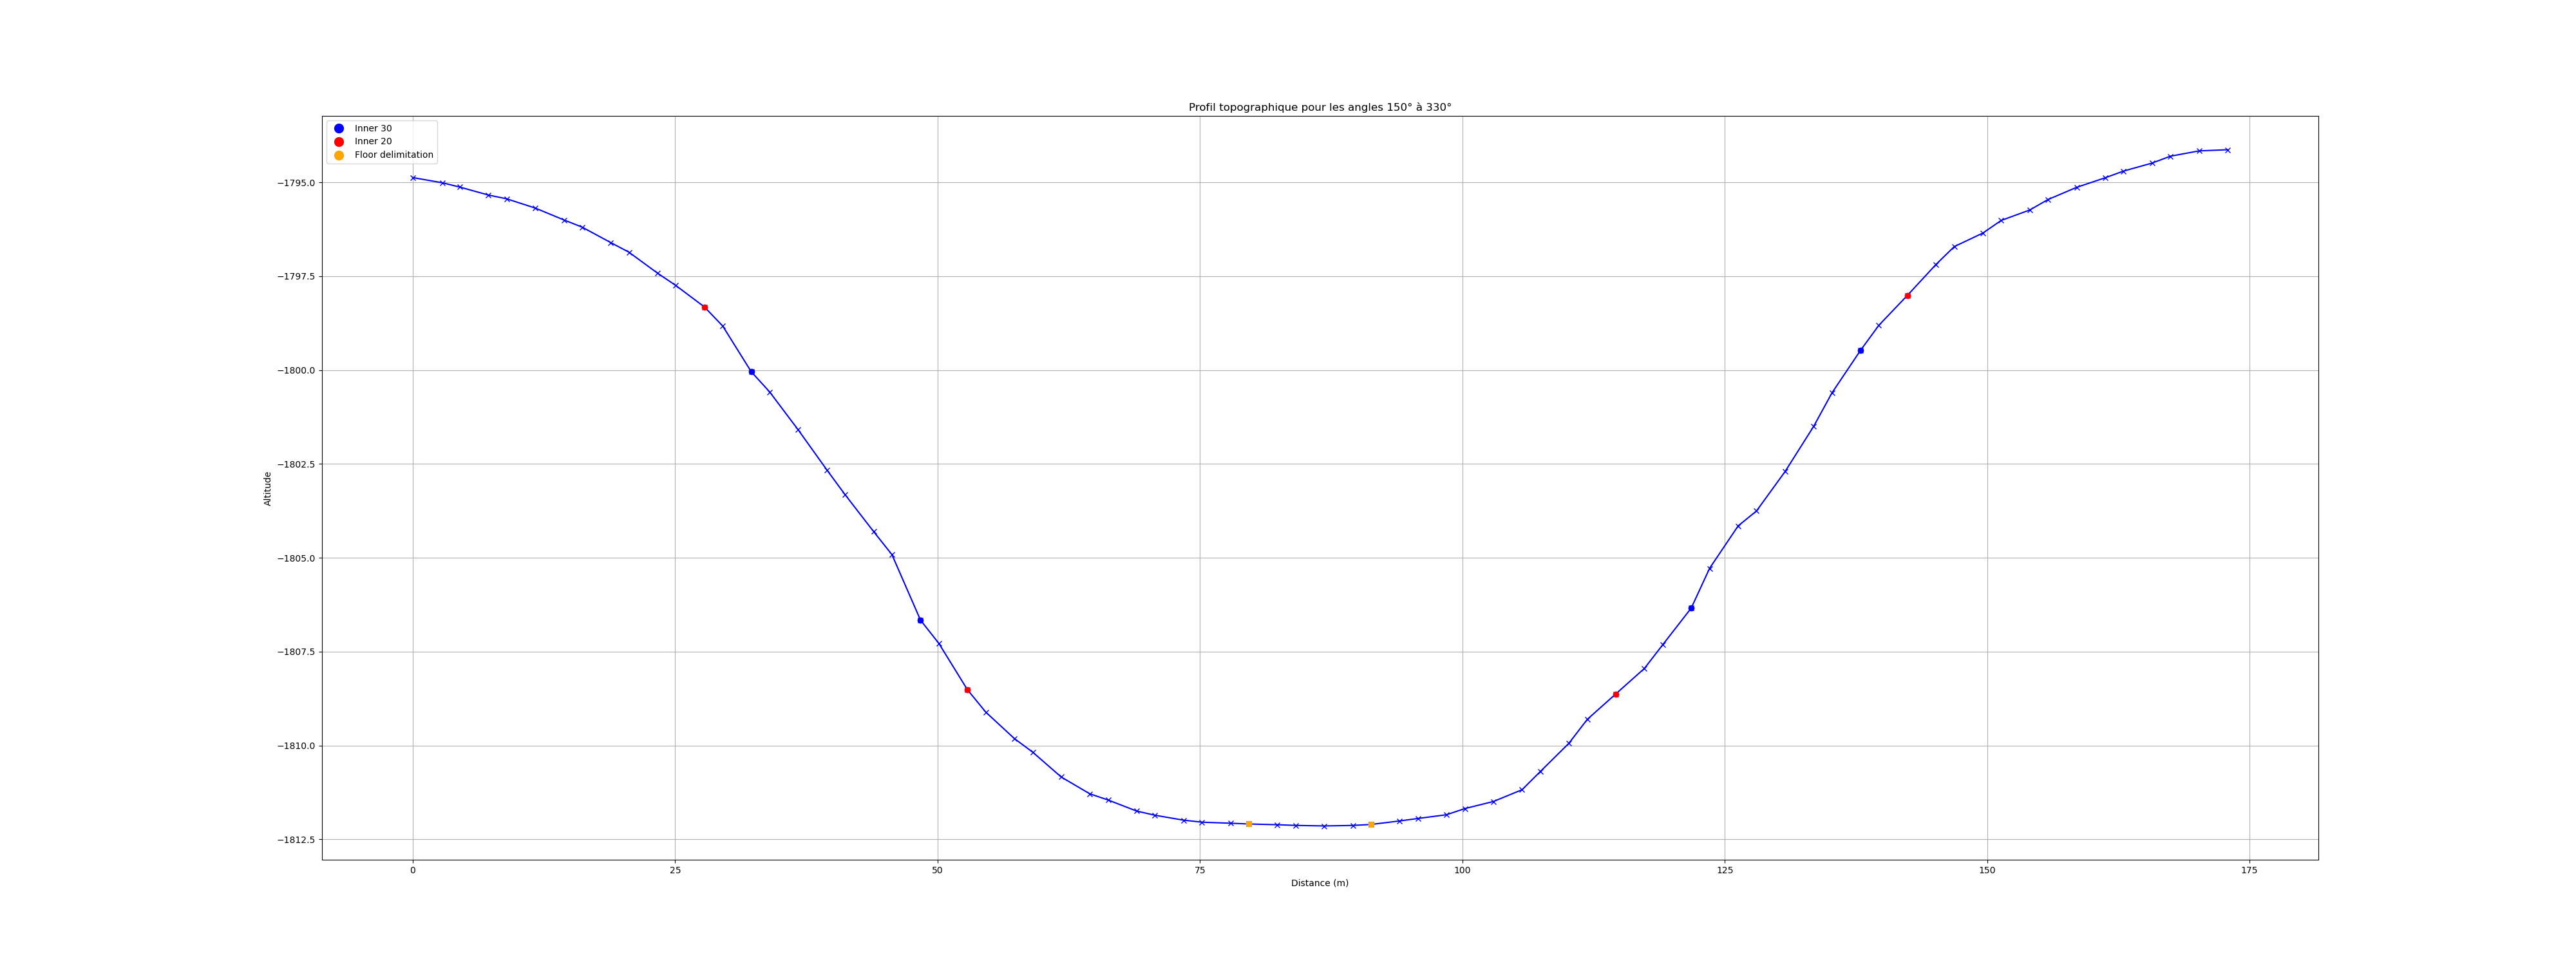 Profil topographique pour les angles 150° à 330°
Inner 30
Inner 20
Floor delimitation
−1795.0
−1797.5
−1800.0
−1802.5
−1805.0
−1807.5
−1810.0
−1812.5
Altitude
0 25 50 75 100 125 150 175
Distance (m)